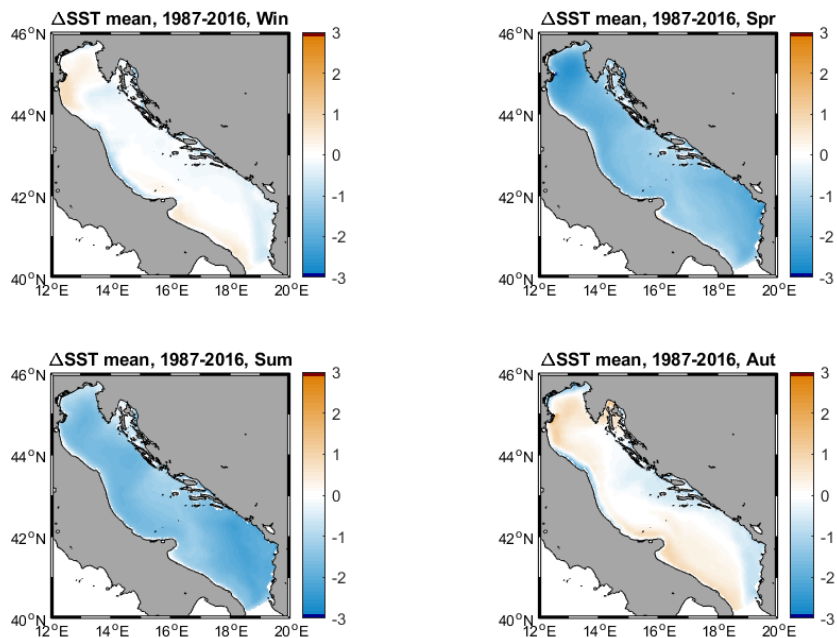 ΔSST mean, 1987-2016, Win
46°N
44°N
42°N
40°N
12°E 14°E 16°E 18°E 20°E
3
2
1
0
-1
-2
-3
ΔSST mean, 1987-2016, Spr
46°N
44°N
42°N
40°N
12°E 14°E 16°E 18°E 20°E
3
2
1
0
-1
-2
-3
ΔSST mean, 1987-2016, Sum
46°N
44°N
42°N
40°N
12°E 14°E 16°E 18°E 20°E
3
2
1
0
-1
-2
-3
ΔSST mean, 1987-2016, Aut
46°N
44°N
42°N
40°N
12°E 14°E 16°E 18°E 20°E
3
2
1
0
-1
-2
-3